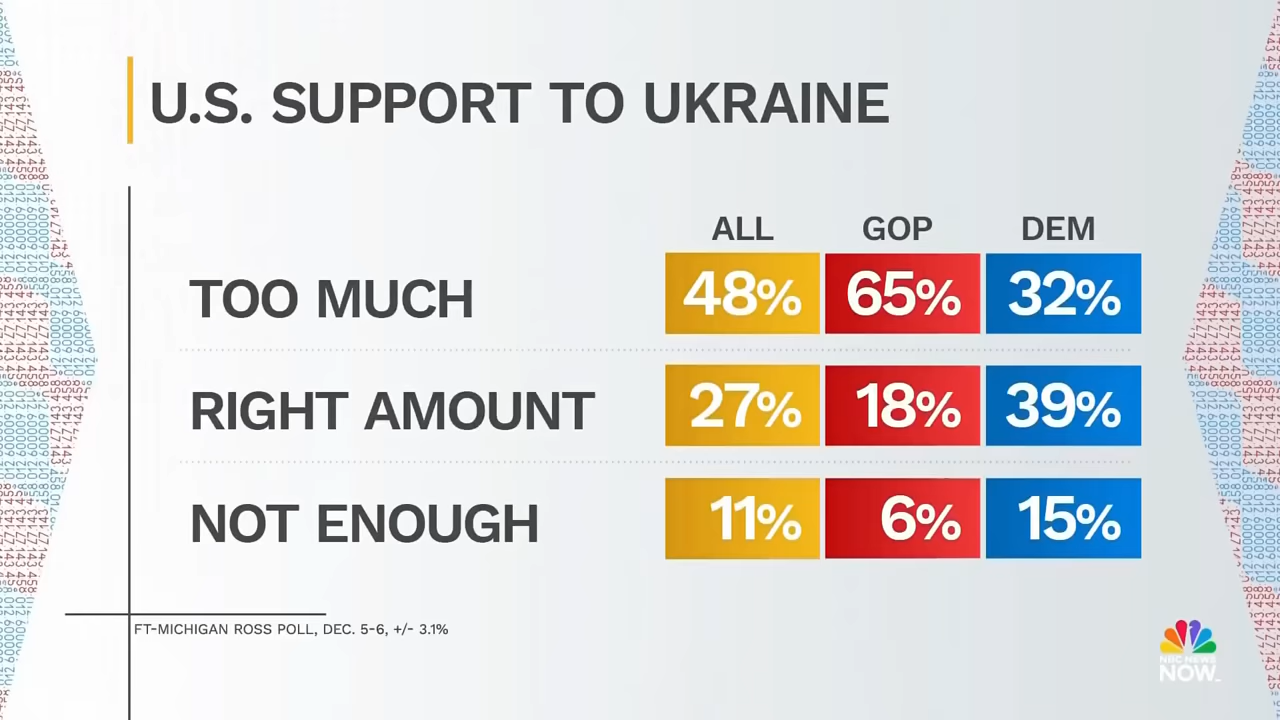 U.S. SUPPORT TO UKRAINE
ALL GOP DEM
TOO MUCH 48% 65% 32%
RIGHT AMOUNT 27% 18% 39%
NOT ENOUGH 11% 6% 15%
FT-MICHIGAN ROSS POLL, DEC. 5-6, +/- 3.1%
NBC NEWS
NOW